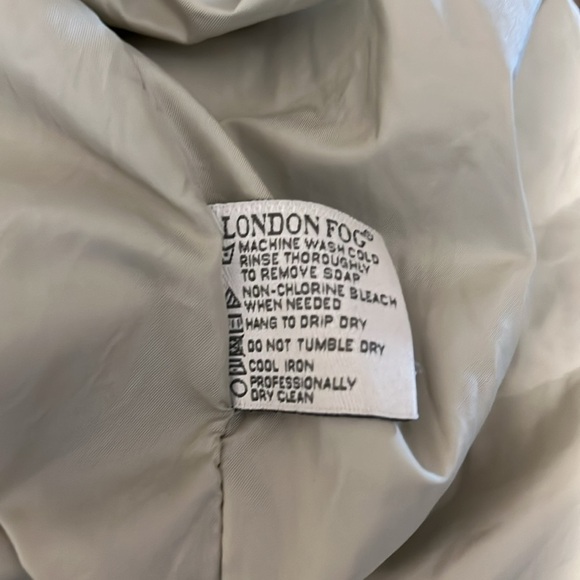 LONDON FOG®
MACHINE WASH COLD
RINSE THOROUGHLY
TO REMOVE SOAP
NON-CHLORINE BLEACH
WHEN NEEDED
HANG TO DRIP DRY
DO NOT TUMBLE DRY
COOL IRON
PROFESSIONALLY
DRY CLEAN